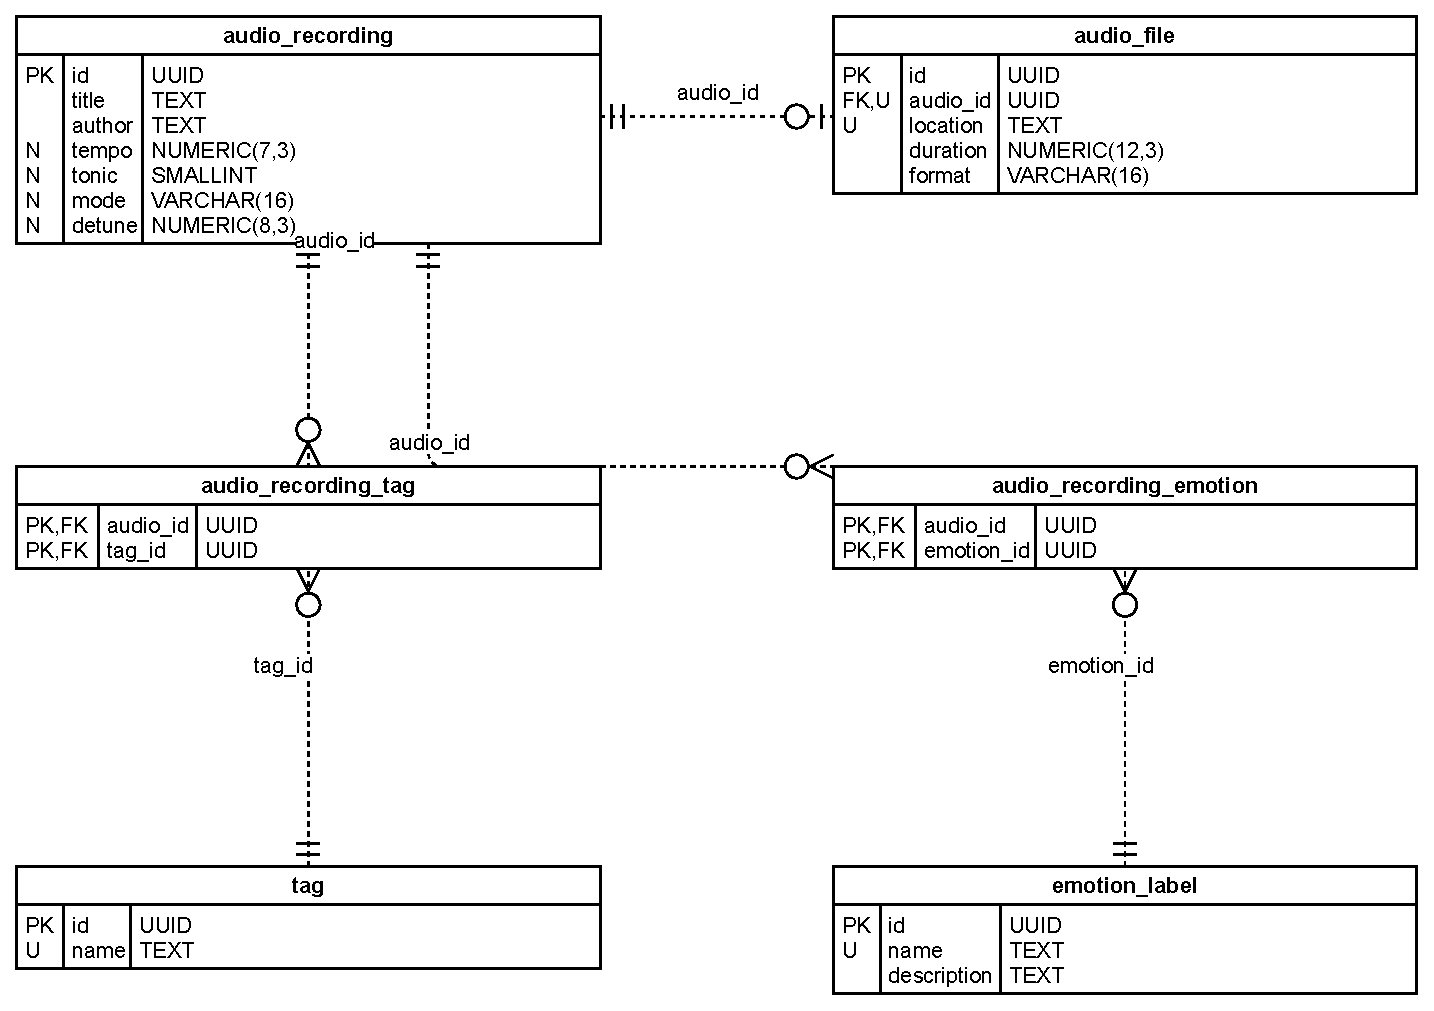 audio_recording
PK id UUID
title TEXT
author TEXT
N tempo NUMERIC(7,3)
N tonic SMALLINT
N mode VARCHAR(16)
N detune NUMERIC(8,3)
audio_id
audio_file
PK id UUID
FK,U audio_id UUID
U location TEXT
duration NUMERIC(12,3)
format VARCHAR(16)
audio_id
audio_id
audio_recording_tag
PK,FK audio_id UUID
PK,FK tag_id UUID
audio_recording_emotion
PK,FK audio_id UUID
PK,FK emotion_id UUID
tag_id
emotion_id
tag
PK id UUID
U name TEXT
emotion_label
PK id UUID
U name TEXT
description TEXT